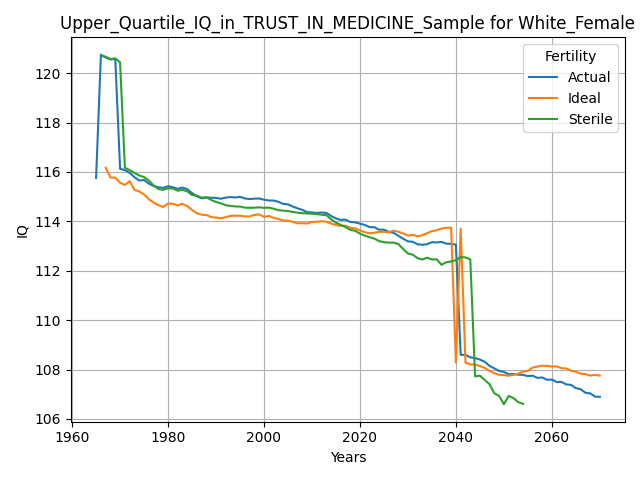 Upper_Quartile_IQ_in_TRUST_IN_MEDICINE_Sample for White_Female
Fertility
Actual
Ideal
Sterile
120
118
116
114
112
110
108
106
IQ
1960
1980
2000
2020
2040
2060
Years